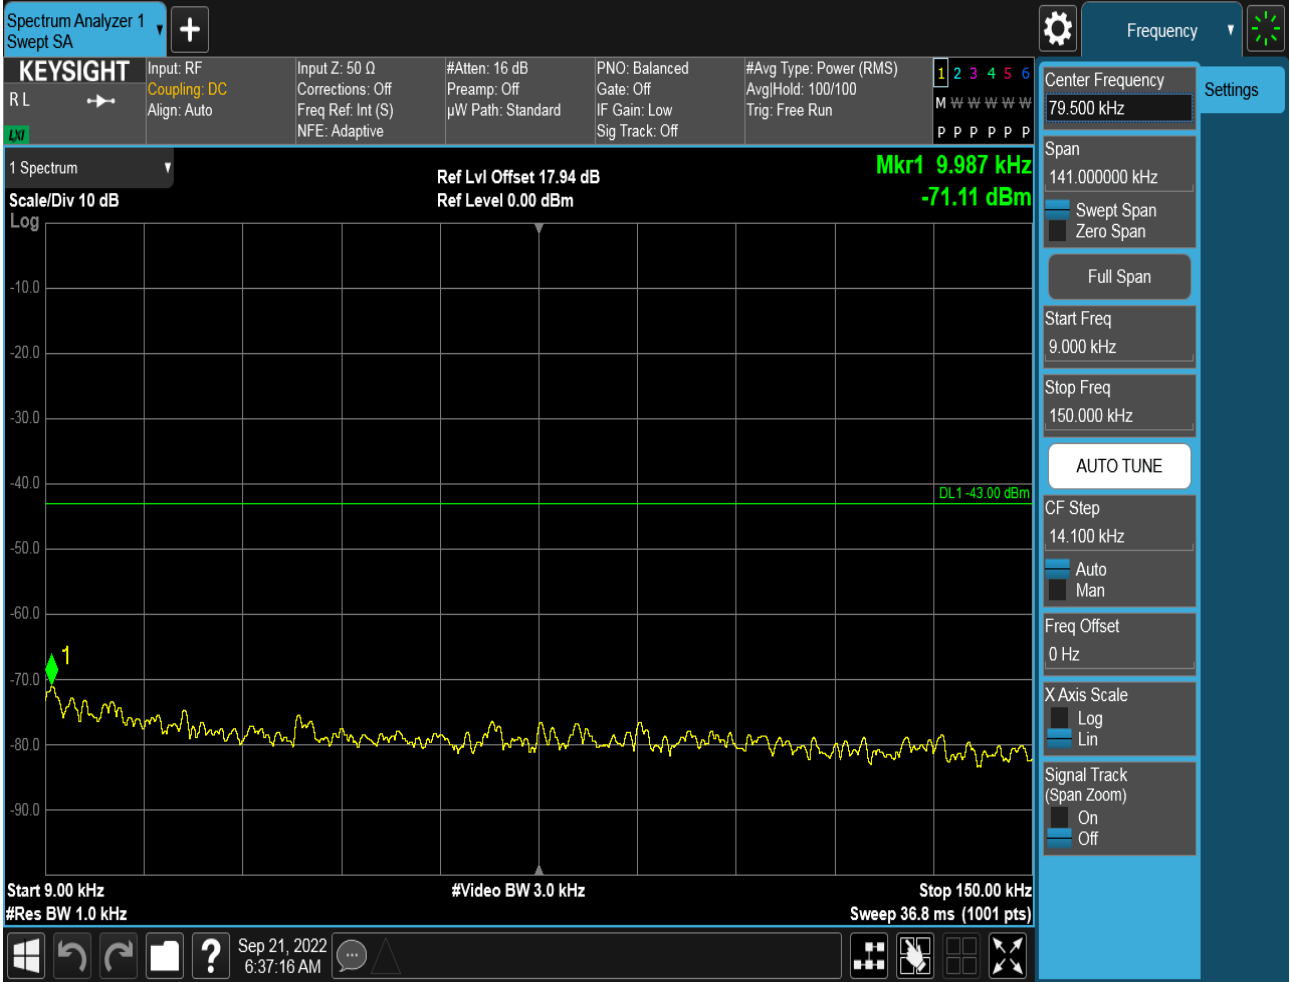 Spectrum Analyzer 1
Swept SA
Frequency
KEYSIGHT
R L
LXI
Input: RF
Coupling: DC
Align: Auto
Input Z: 50 Ω
Corrections: Off
Freq Ref: Int (S)
NFE: Adaptive
#Atten: 16 dB
Preamp: Off
µW Path: Standard
PNO: Balanced
Gate: Off
IF Gain: Low
Sig Track: Off
#Avg Type: Power (RMS)
Avg|Hold: 100/100
Trig: Free Run
1 2 3 4 5 6
M W W W W W
P P P P P P
1 Spectrum
Scale/Div 10 dB
Log
Ref Lvl Offset 17.94 dB
Ref Level 0.00 dBm
Mkr1 9.987 kHz
-71.11 dBm
-10.0
-20.0
-30.0
-40.0
DL1 -43.00 dBm
-50.0
-60.0
1
-70.0
-80.0
-90.0
Start 9.00 kHz
#Video BW 3.0 kHz
Stop 150.00 kHz
#Res BW 1.0 kHz
Sweep 36.8 ms (1001 pts)
Center Frequency
79.500 kHz
Settings
Span
141.000000 kHz
Swept Span
Zero Span
Full Span
Start Freq
9.000 kHz
Stop Freq
150.000 kHz
AUTO TUNE
CF Step
14.100 kHz
Auto
Man
Freq Offset
0 Hz
X Axis Scale
Log
Lin
Signal Track
(Span Zoom)
On
Off
?
Sep 21, 2022
6:37:16 AM